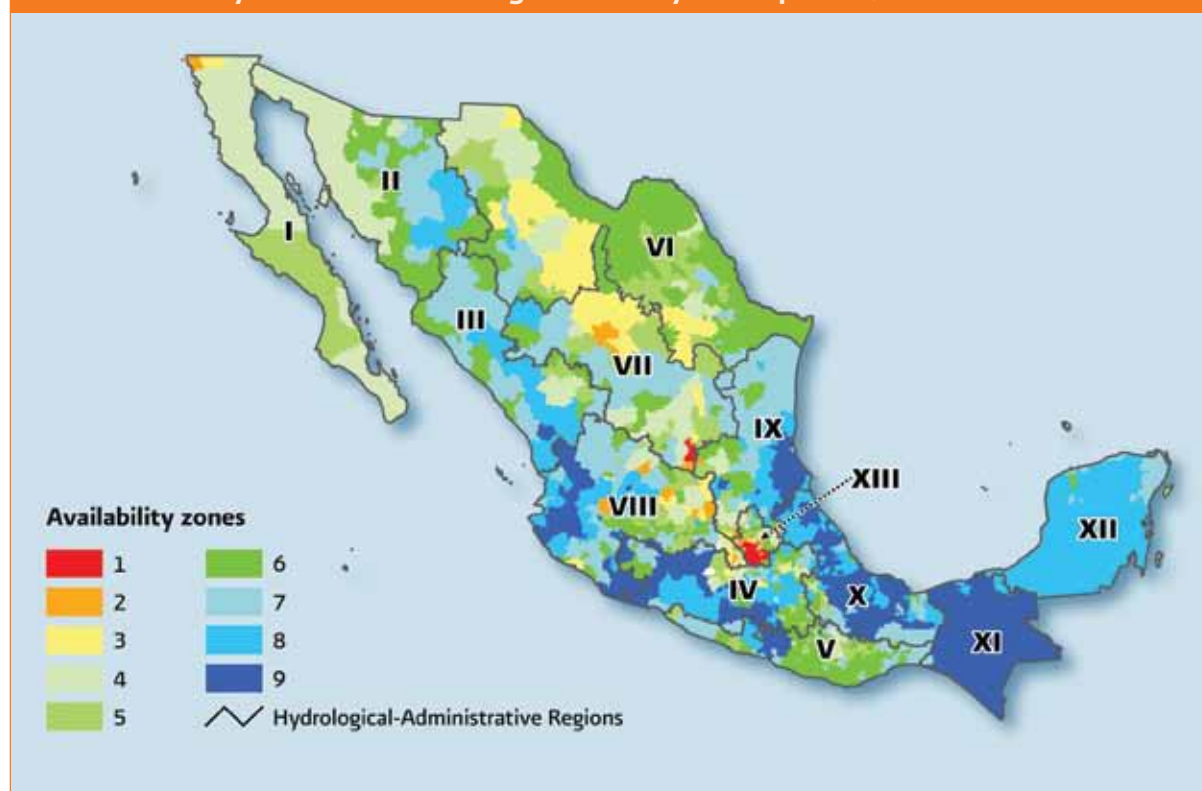 II
I
VI
III
VII
IX
XIII
VIII
XII
IV
X
V
XI
Availability zones
1
2
3
4
5
6
7
8
9
Hydrological-Administrative Regions